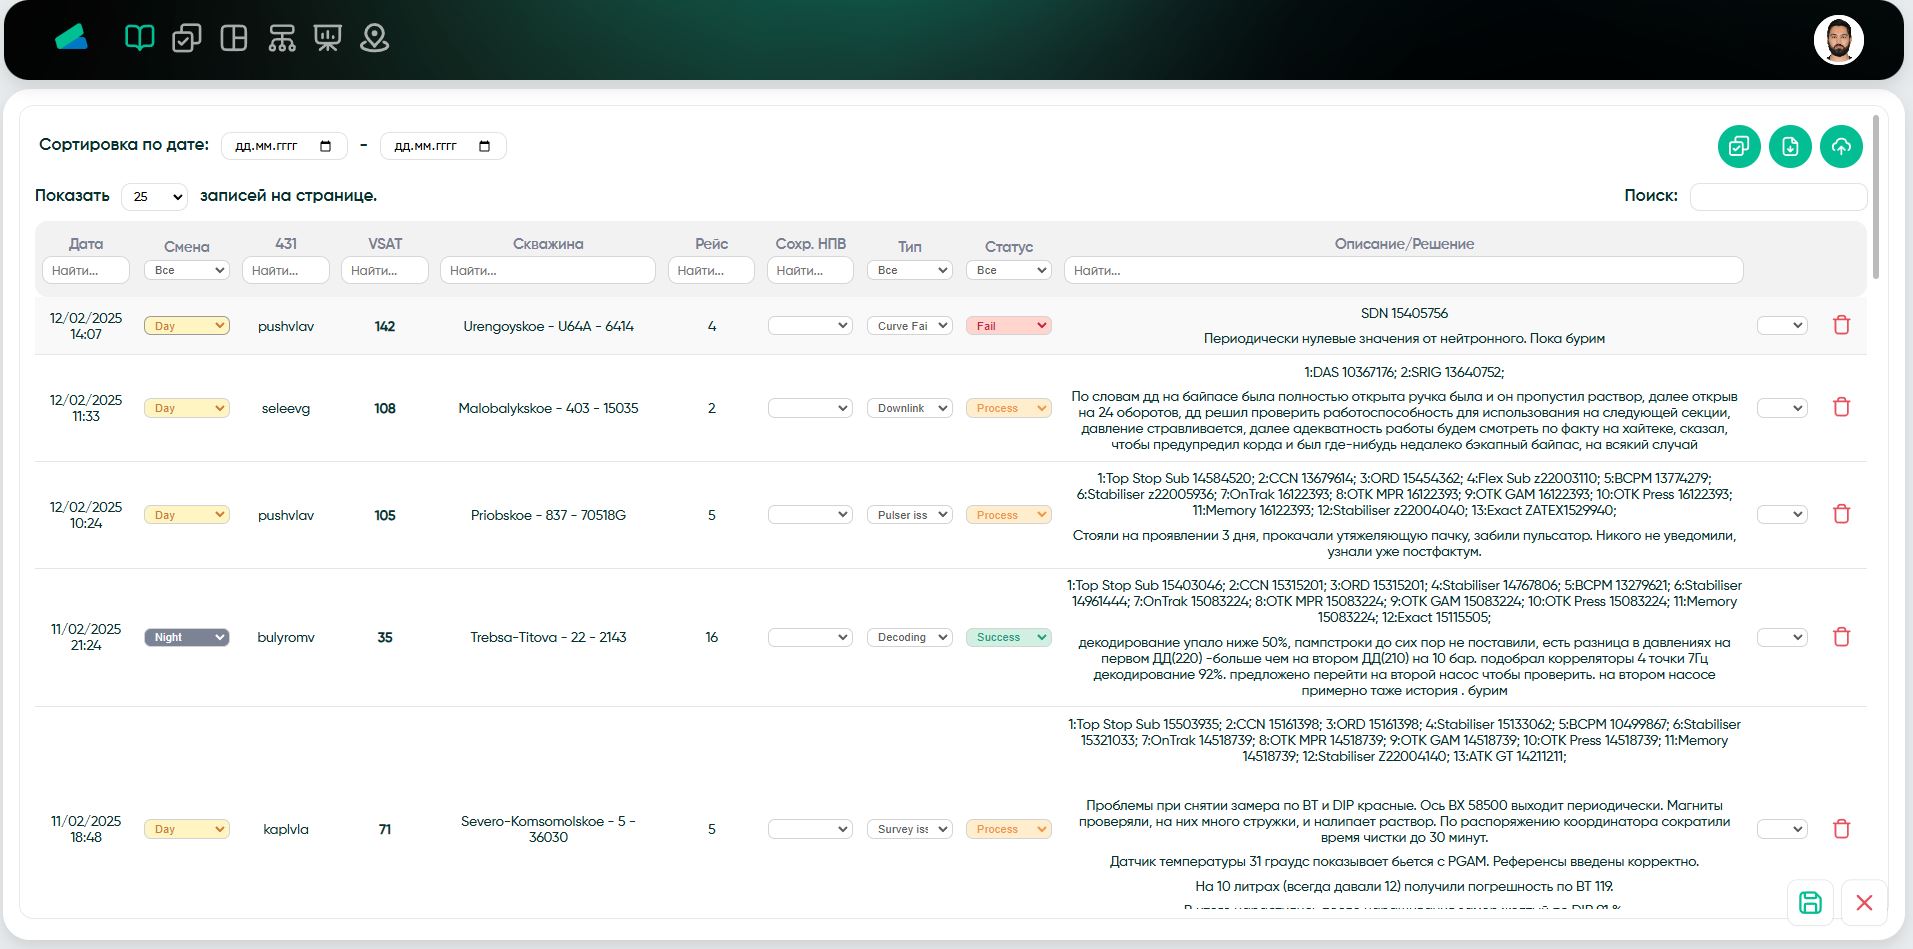 Сортировка по дате: дд.мм.гггг - дд.мм.гггг
Показать 25 записей на странице.
Поиск:
Дата Смена 431 VSAT Скважина Рейс Сохр. НПВ Тип Статус Описание/Решение
Найти... Все Найти... Найти... Найти... Найти... Найти... Все Все Найти...
12/02/2025
14:07
Day
pushvlav
142
Urengoyskoe - U64A - 6414
4
Curve Fai
Fail
SDN 15405756
Периодически нулевые значения от нейтронного. Пока бурим
12/02/2025
11:33
Day
seleevg
108
Malobalykskoe - 403 - 15035
2
Downlink
Process
1:DAS 10367176; 2:SRIG 13640752;
По словам дд на байпасе была полностью открыта ручка была и он пропустил раствор, далее открыв
на 24 оборотов, дд решил проверить работоспособность для использования на следующей секции,
давление стравливается, далее адекватность работы будем смотреть по факту на хайтеке, сказал,
чтобы предупредил корда и был где-нибудь недалеко бэкапный байпас, на всякий случай
12/02/2025
10:24
Day
pushvlav
105
Priobskoe - 837 - 70518G
5
Pulser iss
Process
1:Top Stop Sub 14584520; 2:CCN 13679614; 3:ORD 15454362; 4:Flex Sub z22003110; 5:BCPM 13774279;
6:Stabiliser z22005936; 7:OnTrak 16122393; 8:OTK MPR 16122393; 9:OTK GAM 16122393; 10:OTK Press 16122393;
11:Memory 16122393; 12:Stabiliser z22004040; 13:Exact ZATEX1529940;
Стояли на проявлении 3 дня, прокачали утяжеляющую пачку, забили пульсатор. Никого не уведомили,
узнали уже постфактум.
11/02/2025
21:24
Night
bulyromv
35
Trebsa-Titova - 22 - 2143
16
Decoding
Success
1:Top Stop Sub 15403046; 2:CCN 15315201; 3:ORD 15315201; 4:Stabiliser 14767806; 5:BCPM 13279621; 6:Stabiliser
14961444; 7:OnTrak 15083224; 8:OTK MPR 15083224; 9:OTK GAM 15083224; 10:OTK Press 15083224; 11:Memory
15083224; 12:Exact 15115505;
декодирование упало ниже 50%, пампстроки до сих пор не поставили, есть разница в давлениях на
первом ДД(220) -больше чем на втором ДД(210) на 10 бар. подобрал корреляторы 4 точки 7Гц
декодирование 92%. предложено перейти на второй насос чтобы проверить. на втором насосе
примерно таже история . бурим
11/02/2025
18:48
Day
kaplvla
71
Severo-Komsomolskoe - 5 -
36030
5
Survey iss
Process
1:Top Stop Sub 15503935; 2:CCN 15161398; 3:ORD 15161398; 4:Stabiliser 15133062; 5:BCPM 10499867; 6:Stabiliser
15321033; 7:OnTrak 14518739; 8:OTK MPR 14518739; 9:OTK GAM 14518739; 10:OTK Press 14518739; 11:Memory
14518739; 12:Stabiliser Z22004140; 13:ATK GT 14211211;
Проблемы при снятии замера по BT и DIP красные. Ось BX 58500 выходит периодически. Магниты
проверяли, на них много стружки, и налипает раствор. По распоряжению координатора сократили
время чистки до 30 минут.
Датчик температуры 31 граудс показывает бьется с PGAM. Референсы введены корректно.
На 10 литрах (всегда давали 12) получили погрешность по BT 119.